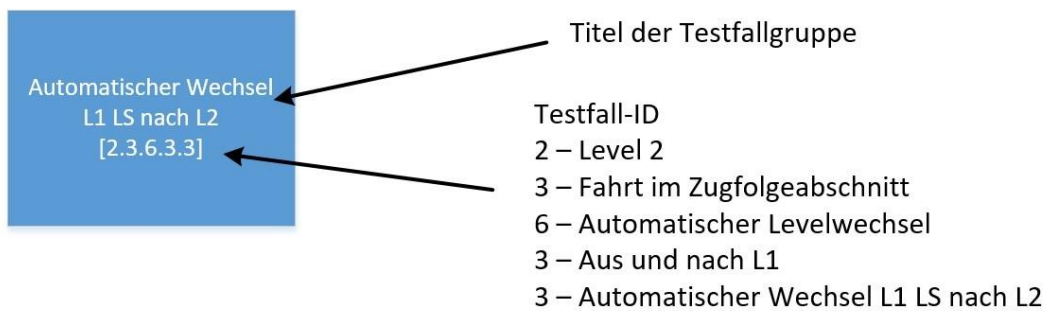 Titel der Testfallgruppe
Automatischer Wechsel
L1 LS nach L2
[2.3.6.3.3]
Testfall-ID
2 – Level 2
3 – Fahrt im Zugfolgeabschnitt
6 – Automatischer Levelwechsel
3 – Aus und nach L1
3 – Automatischer Wechsel L1 LS nach L2